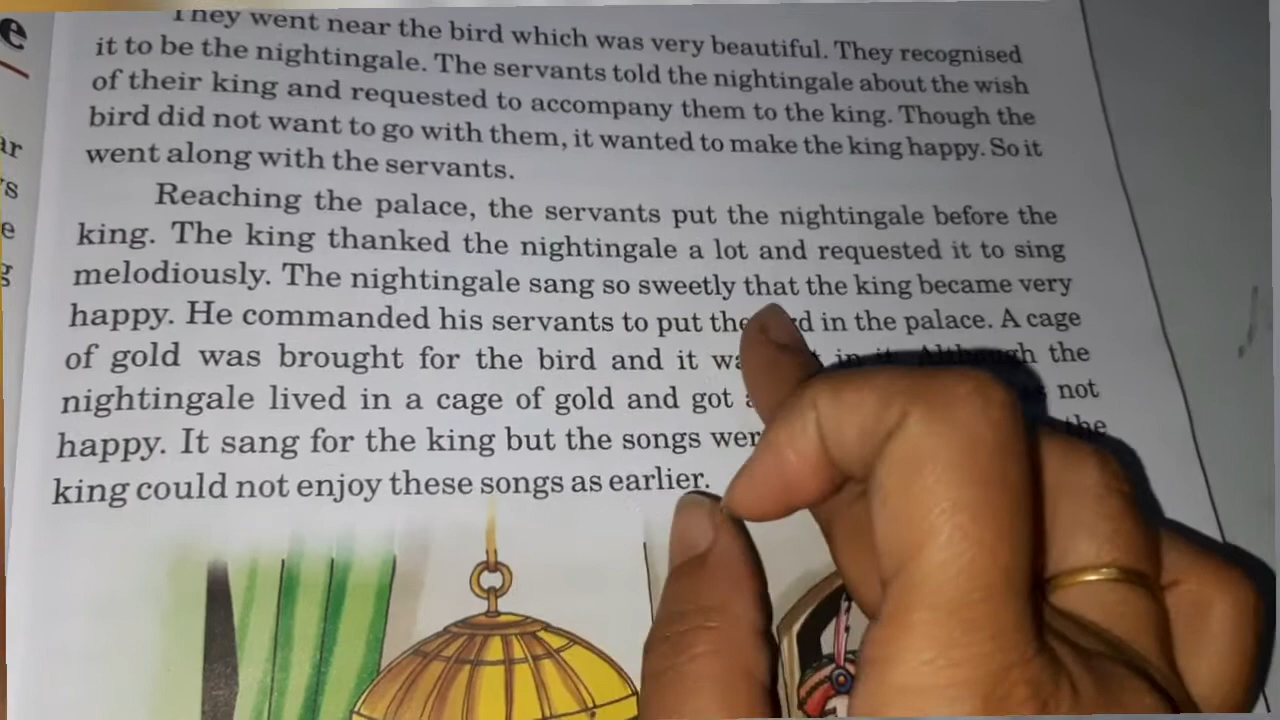 e
They went near the bird which was very beautiful. They recognised
it to be the nightingale. The servants told the nightingale about the wish
of their king and requested to accompany them to the king. Though the
bird did not want to go with them, it wanted to make the king happy. So it
went along with the servants.
Reaching the palace, the servants put the nightingale before the
king. The king thanked the nightingale a lot and requested it to sing
melodiously. The nightingale sang so sweetly that the king became very
happy. He commanded his servants to put the in the palace. A cage
of gold was brought for the bird and it in it. Although the
nightingale lived in a cage of gold and got not
happy. It sang for the king but the songs the
king could not enjoy these songs as earlier.